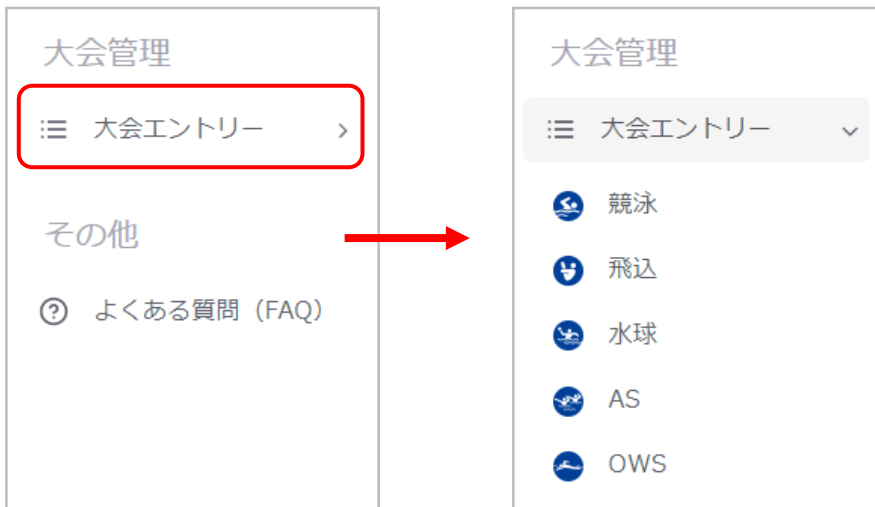 大会管理
大会エントリー
その他
よくある質問（FAQ）
大会管理
大会エントリー
競泳
飛込
水球
AS
OWS